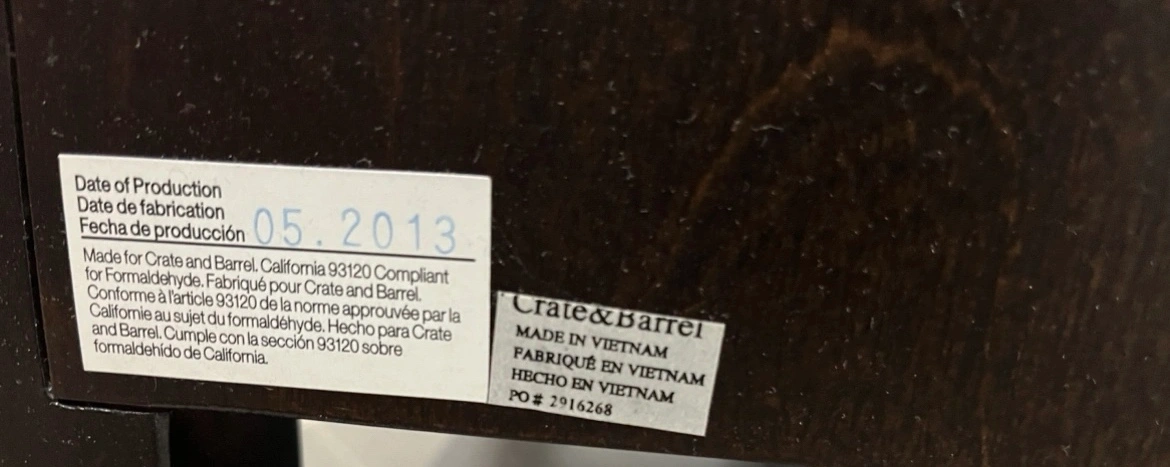 Date of Production
Date de fabrication
Fecha de producción 05.2013
Made for Crate and Barrel. California 93120 Compliant
for Formaldehyde. Fabriqué pour Crate and Barrel.
Conforme à l'article 93120 de la norme approuvée par la
Californie au sujet du formaldéhyde. Hecho para Crate
and Barrel. Cumple con la sección 93120 sobre
formaldehído de California.
Crate&Barrel
MADE IN VIETNAM
FABRIQUÉ EN VIETNAM
HECHO EN VIETNAM
PO# 2916268